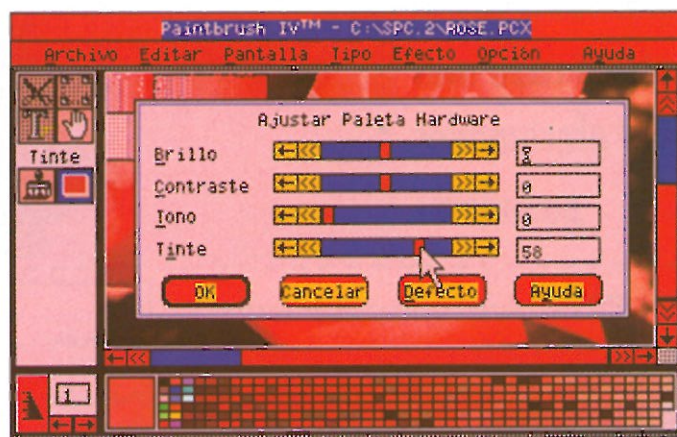 Paintbrush IV™ - C:\SPC.2\ROSE.PCX
Archivo Editar Pantalla Tipo Efecto Opción Ayuda
Ajustar Paleta Hardware
T
Tinte
Brillo
Contraste 0
Tono 0
Tinte 58
OK Cancelar Defecto Ayuda
1